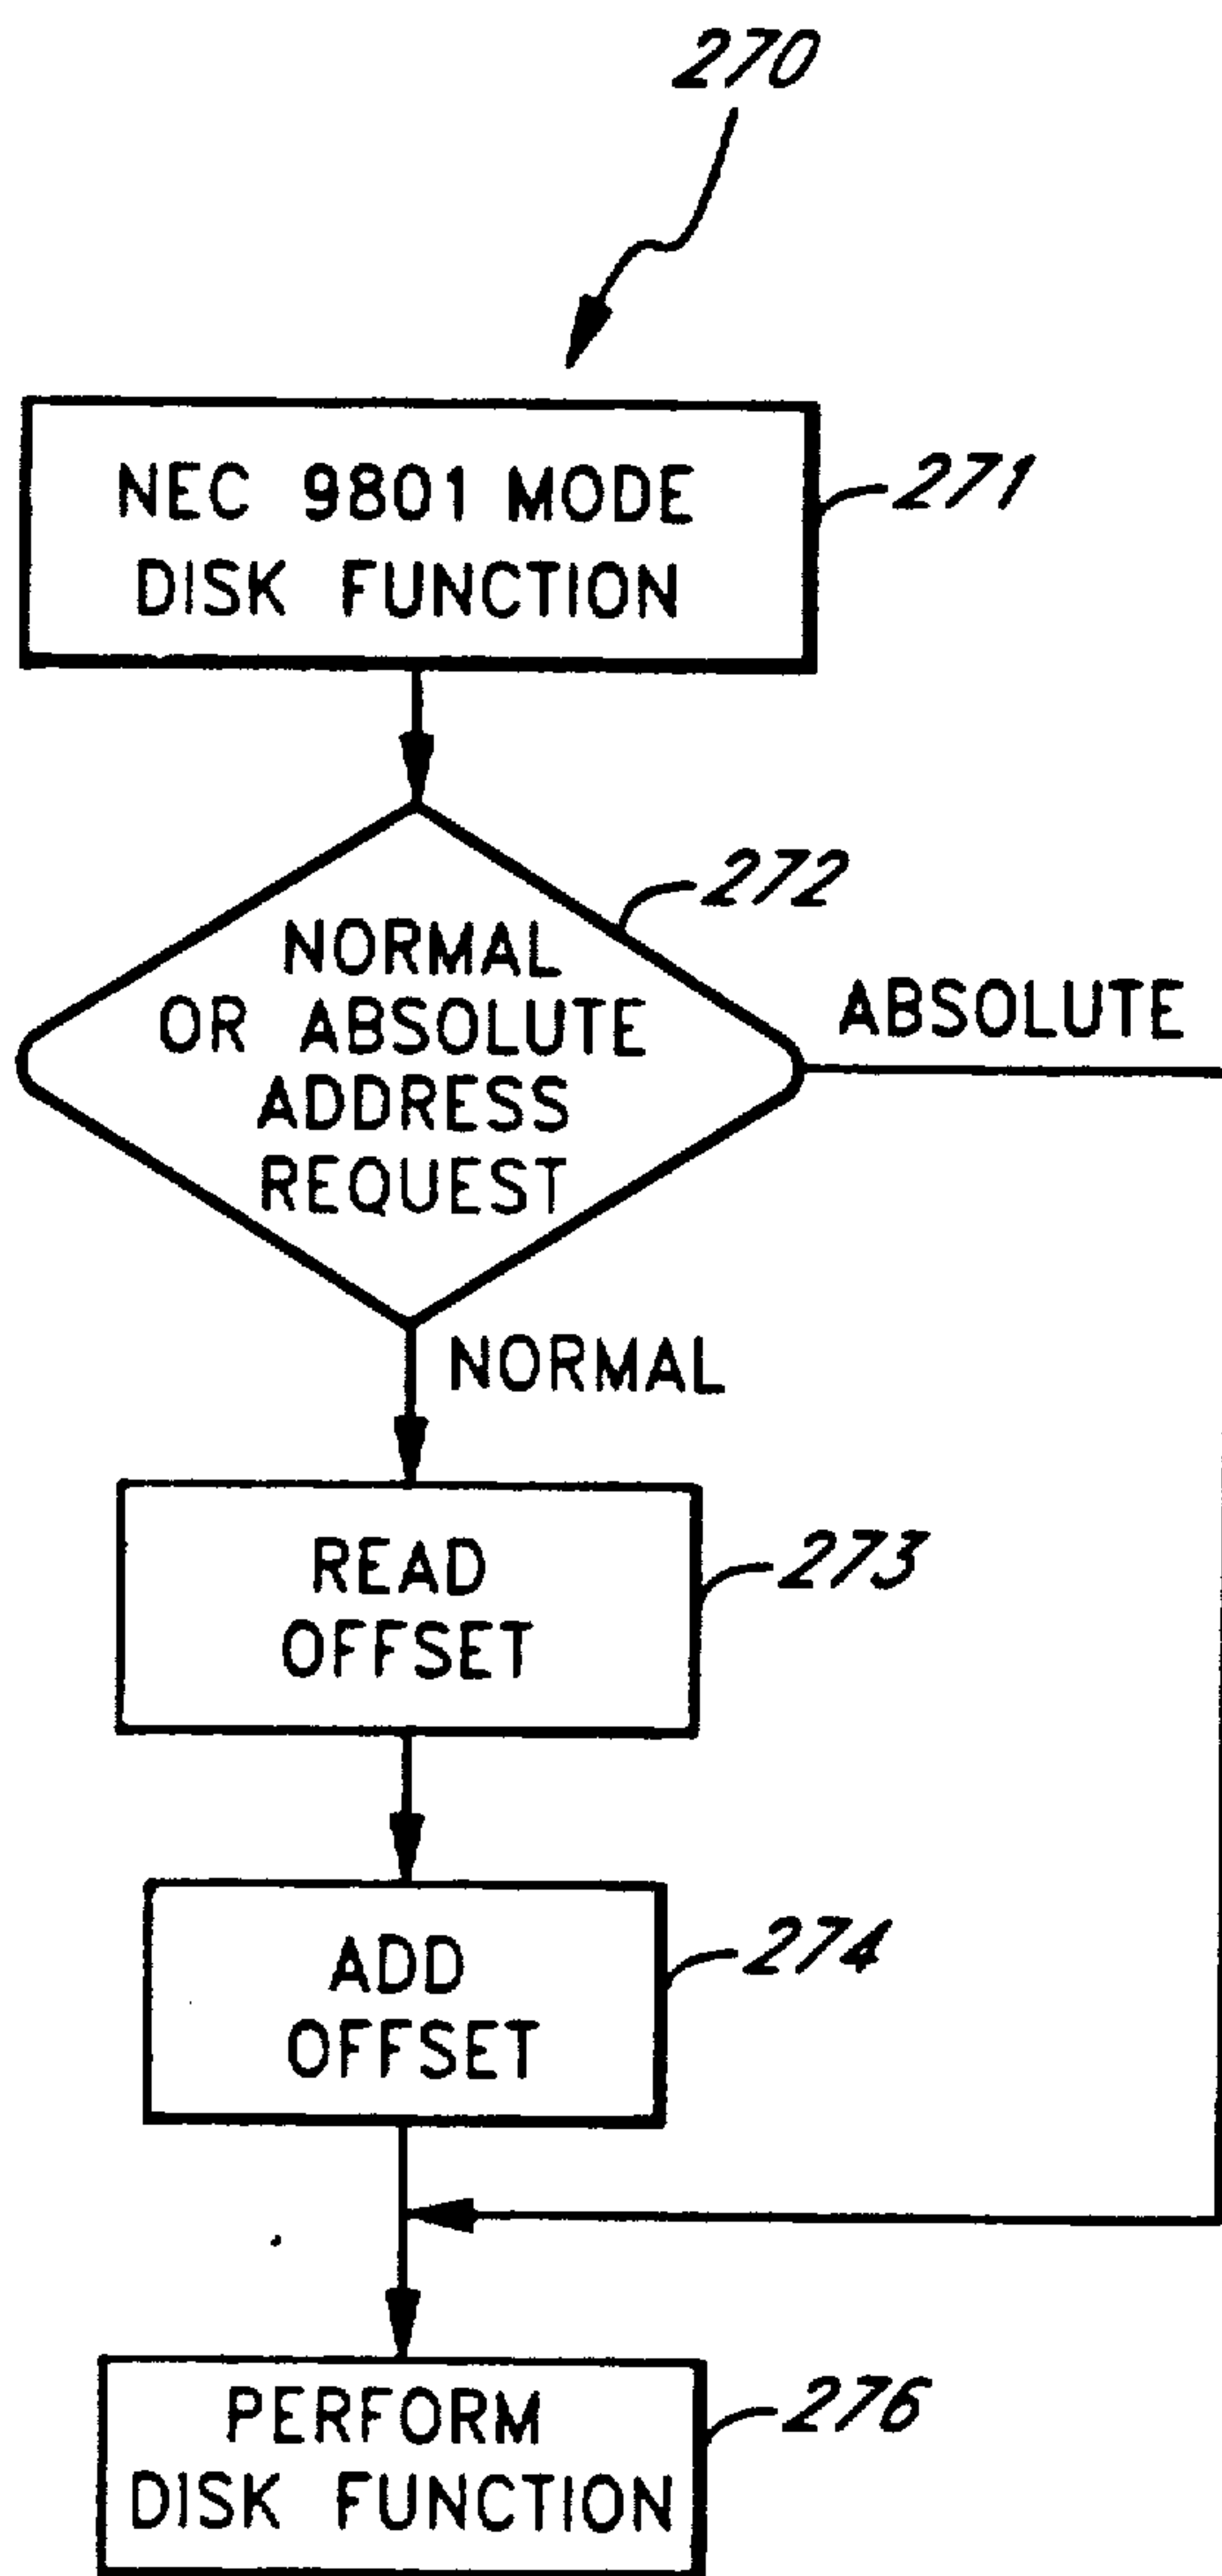 270
NEC 9801 MODE
DISK FUNCTION
271
272
NORMAL
OR ABSOLUTE
ADDRESS
REQUEST
ABSOLUTE
NORMAL
READ
OFFSET
273
ADD
OFFSET
274
PERFORM
DISK FUNCTION
276